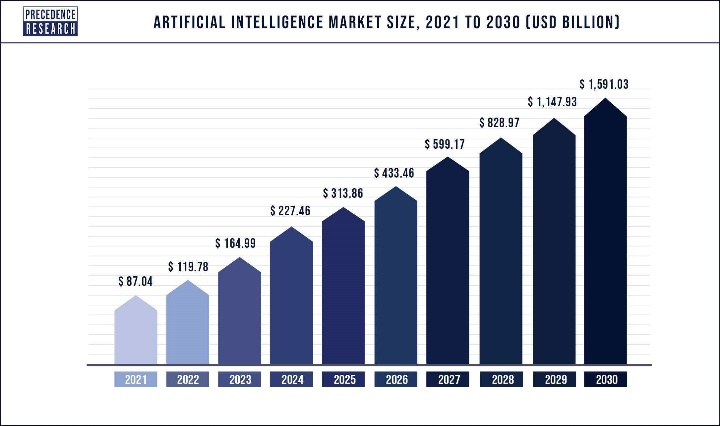 PRECEDENCE
RESEARCH
ARTIFICIAL INTELLIGENCE MARKET SIZE, 2021 TO 2030 (USD BILLION)
$ 87.04
$ 119.78
$ 164.99
$ 227.46
$ 313.86
$ 433.46
$ 599.17
$ 828.97
$ 1,147.93
$ 1,591.03
2021 2022 2023 2024 2025 2026 2027 2028 2029 2030